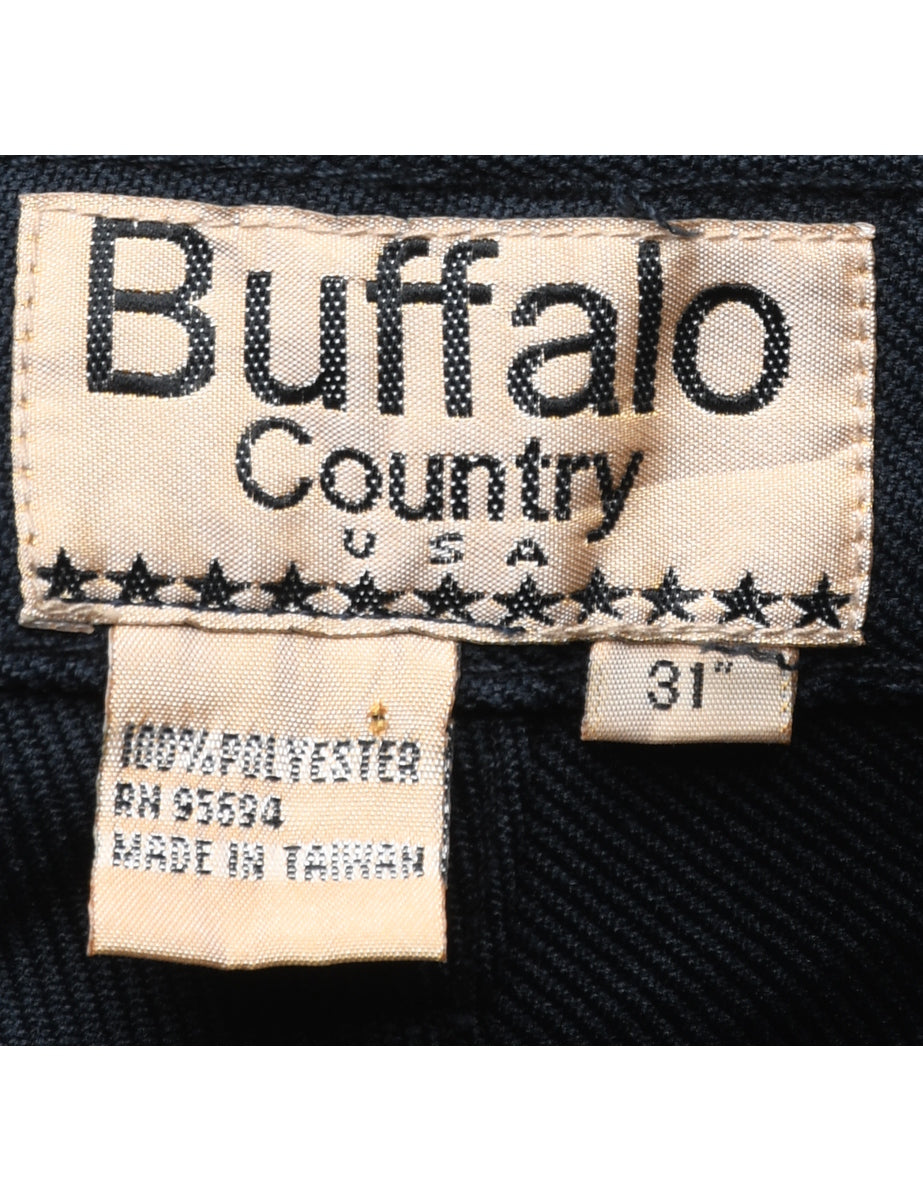 Buffalo
Country
USA
31"
100% POLYESTER
RN 95694
MADE IN TAIWAN